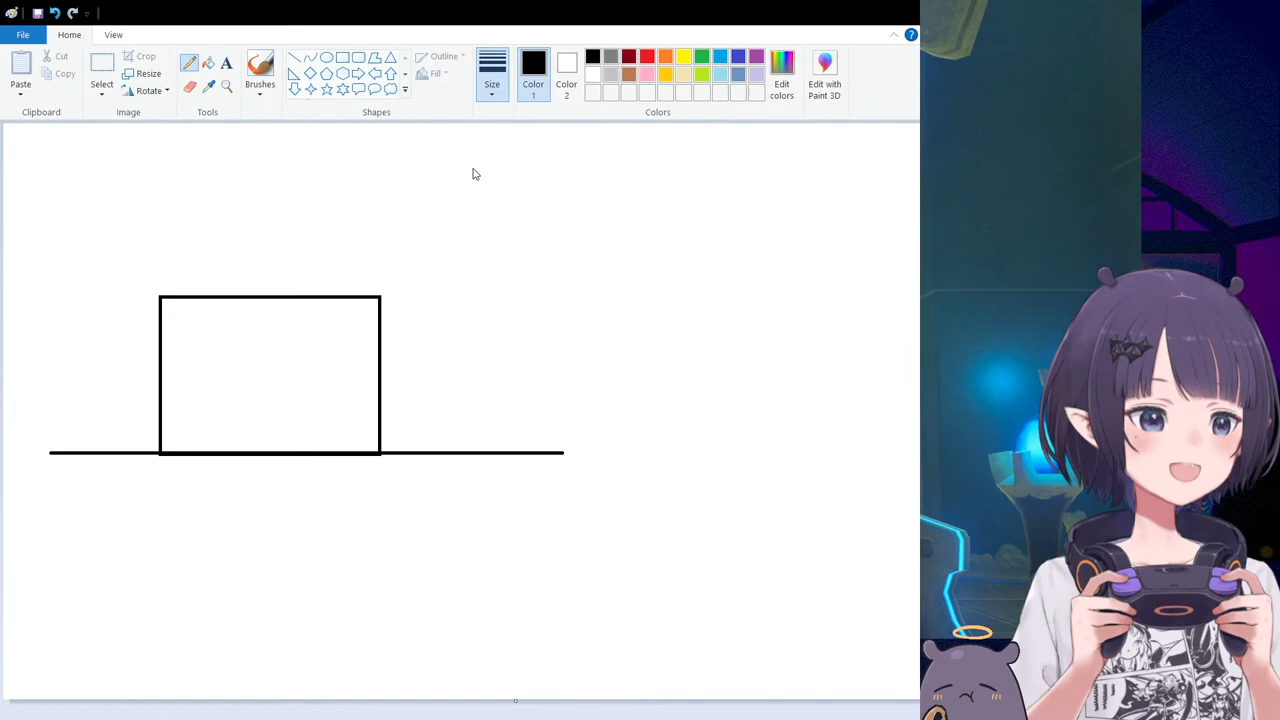 File Home View
Paste Cut Copy Clipboard
Select Crop Resize Rotate Image
A Tools
Brushes
Outline Fill Shapes
Size
Color 1 Color 2 Edit colors Colors
Edit with Paint 3D
?